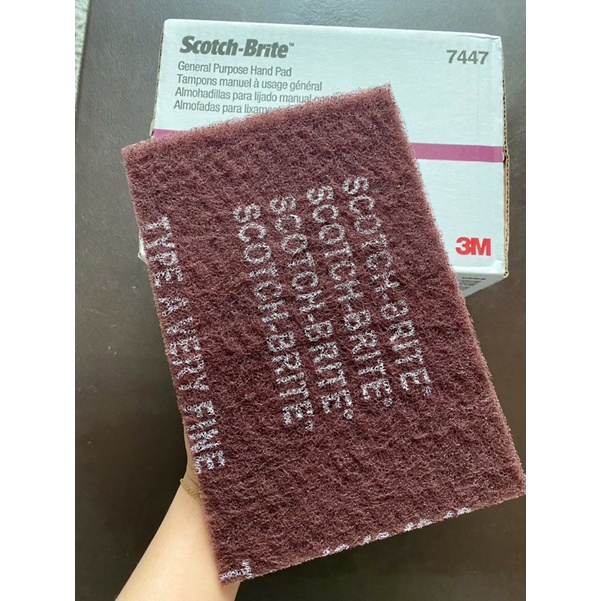 Scotch-Brite™
7447
General Purpose Hand Pad
Tampons manuel à usage général
Almohadillas para lijado manual
Almofadas para
3M
SCOTCH-BRITE®
SCOTCH-BRITE®
SCOTCH-BRITE®
SCOTCH-BRITE®
TYPE A VERY FINE